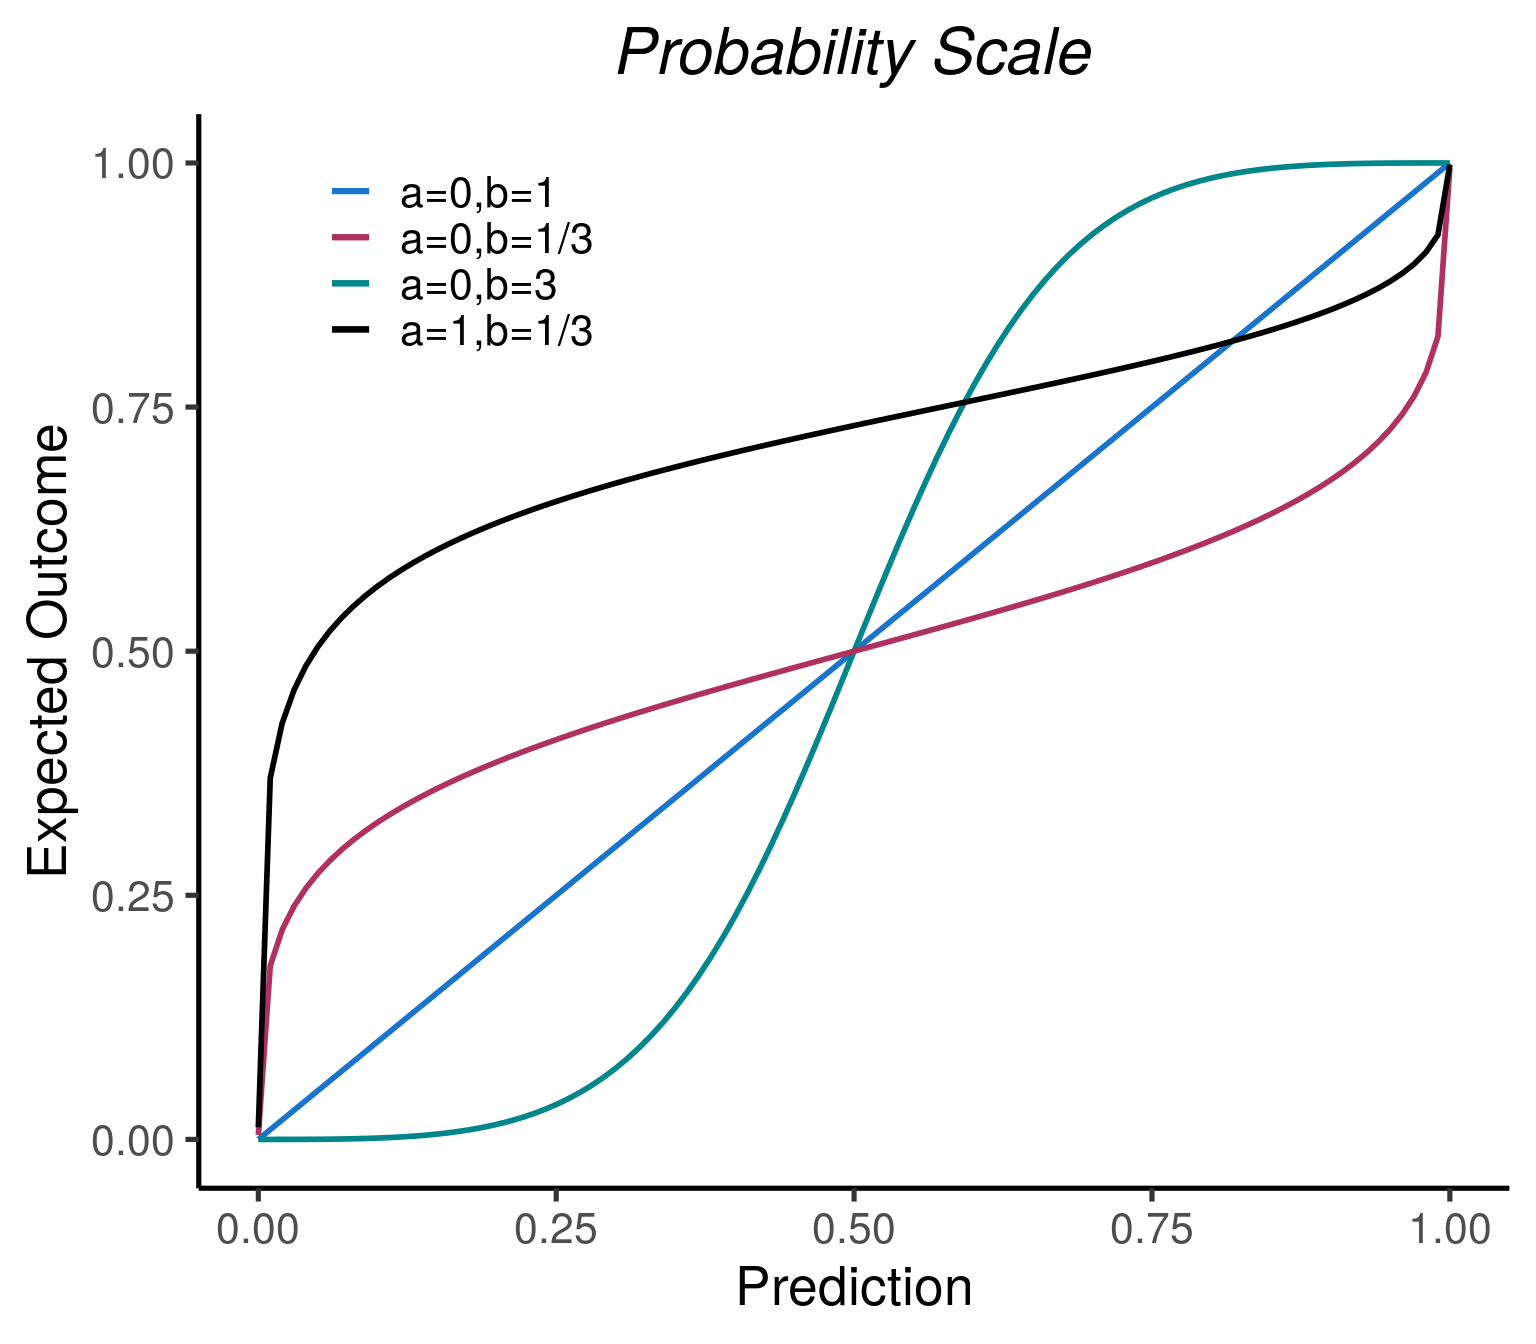 Probability Scale
1.00
0.75
0.50
0.25
0.00
Expected Outcome
a=0,b=1
a=0,b=1/3
a=0,b=3
a=1,b=1/3
0.00 0.25 0.50 0.75 1.00
Prediction